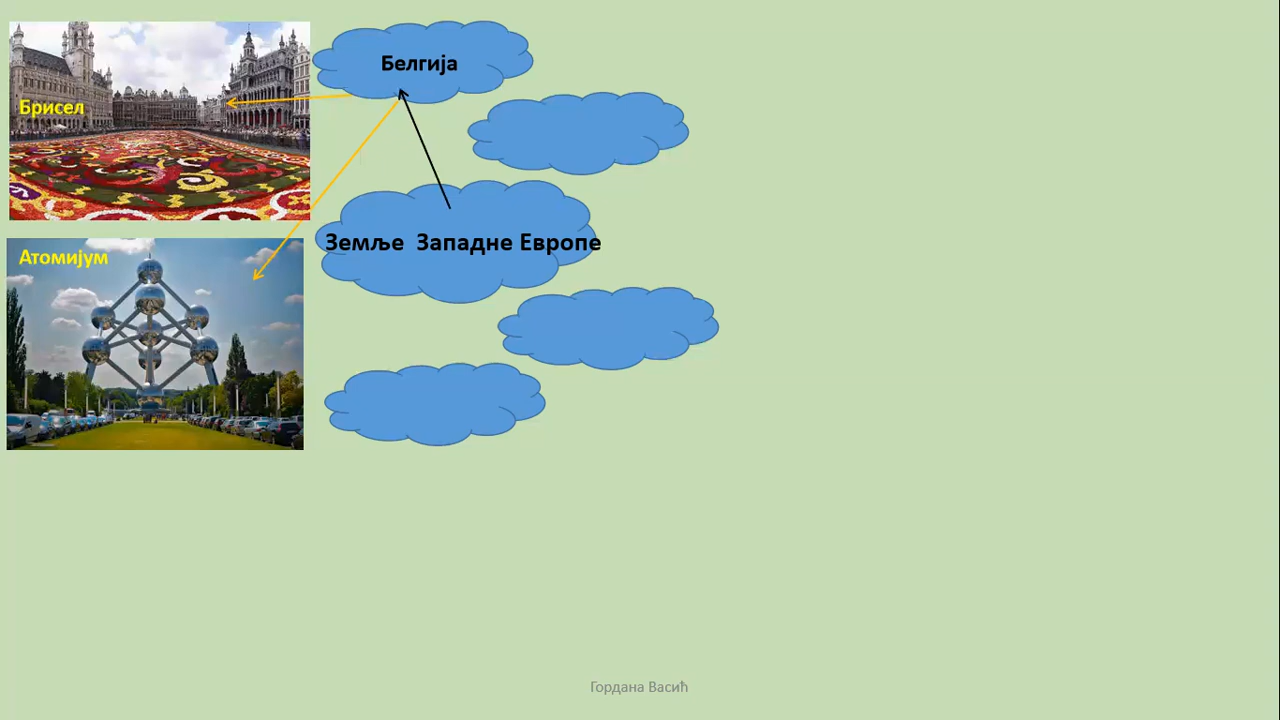 Белгија
Брисел
Земље Западне Европе
Атомијум
Гордана Васић